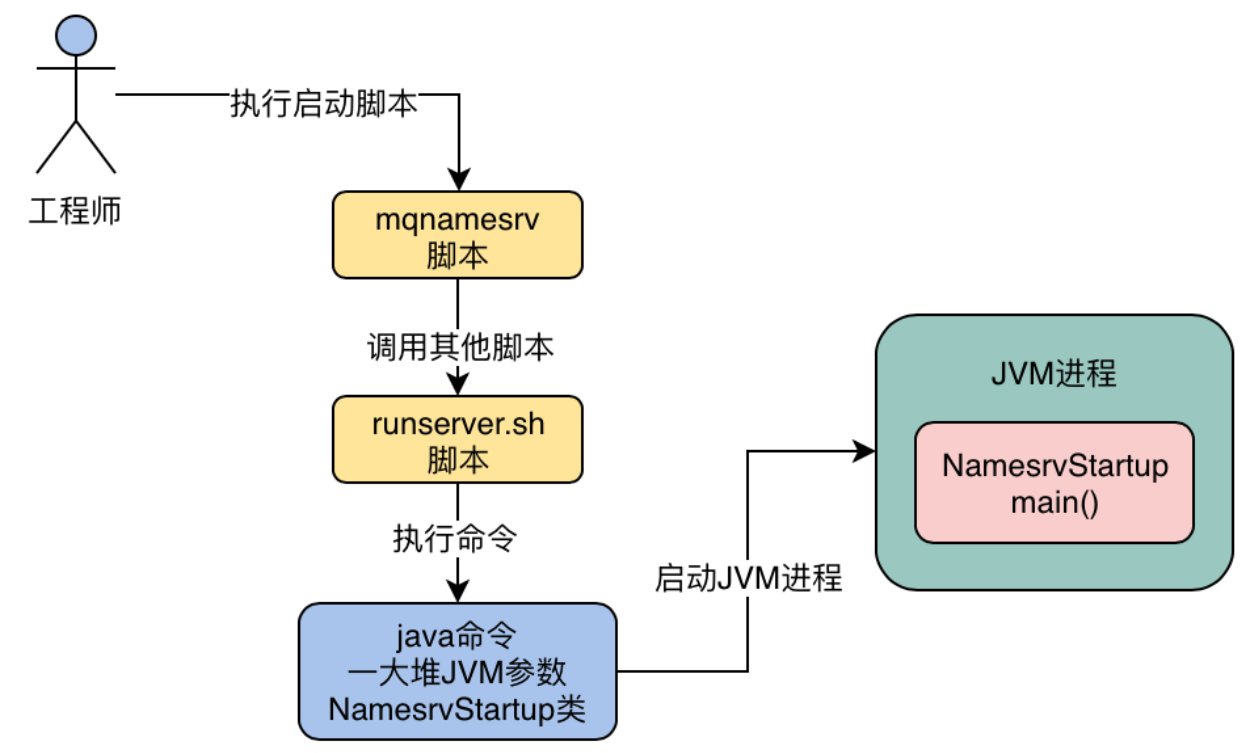 执行启动脚本
工程师
mqnamesrv
脚本
调用其他脚本
runserver.sh
脚本
执行命令
java命令
一大堆JVM参数
NamesrvStartup类
启动JVM进程
JVM进程
NamesrvStartup
main()